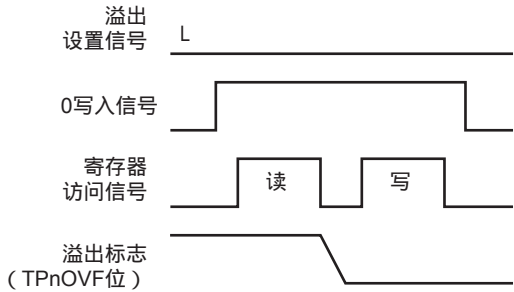 溢出
设置信号
L
0写入信号
寄存器
访问信号
读
写
溢出标志
（TPnOVF位）